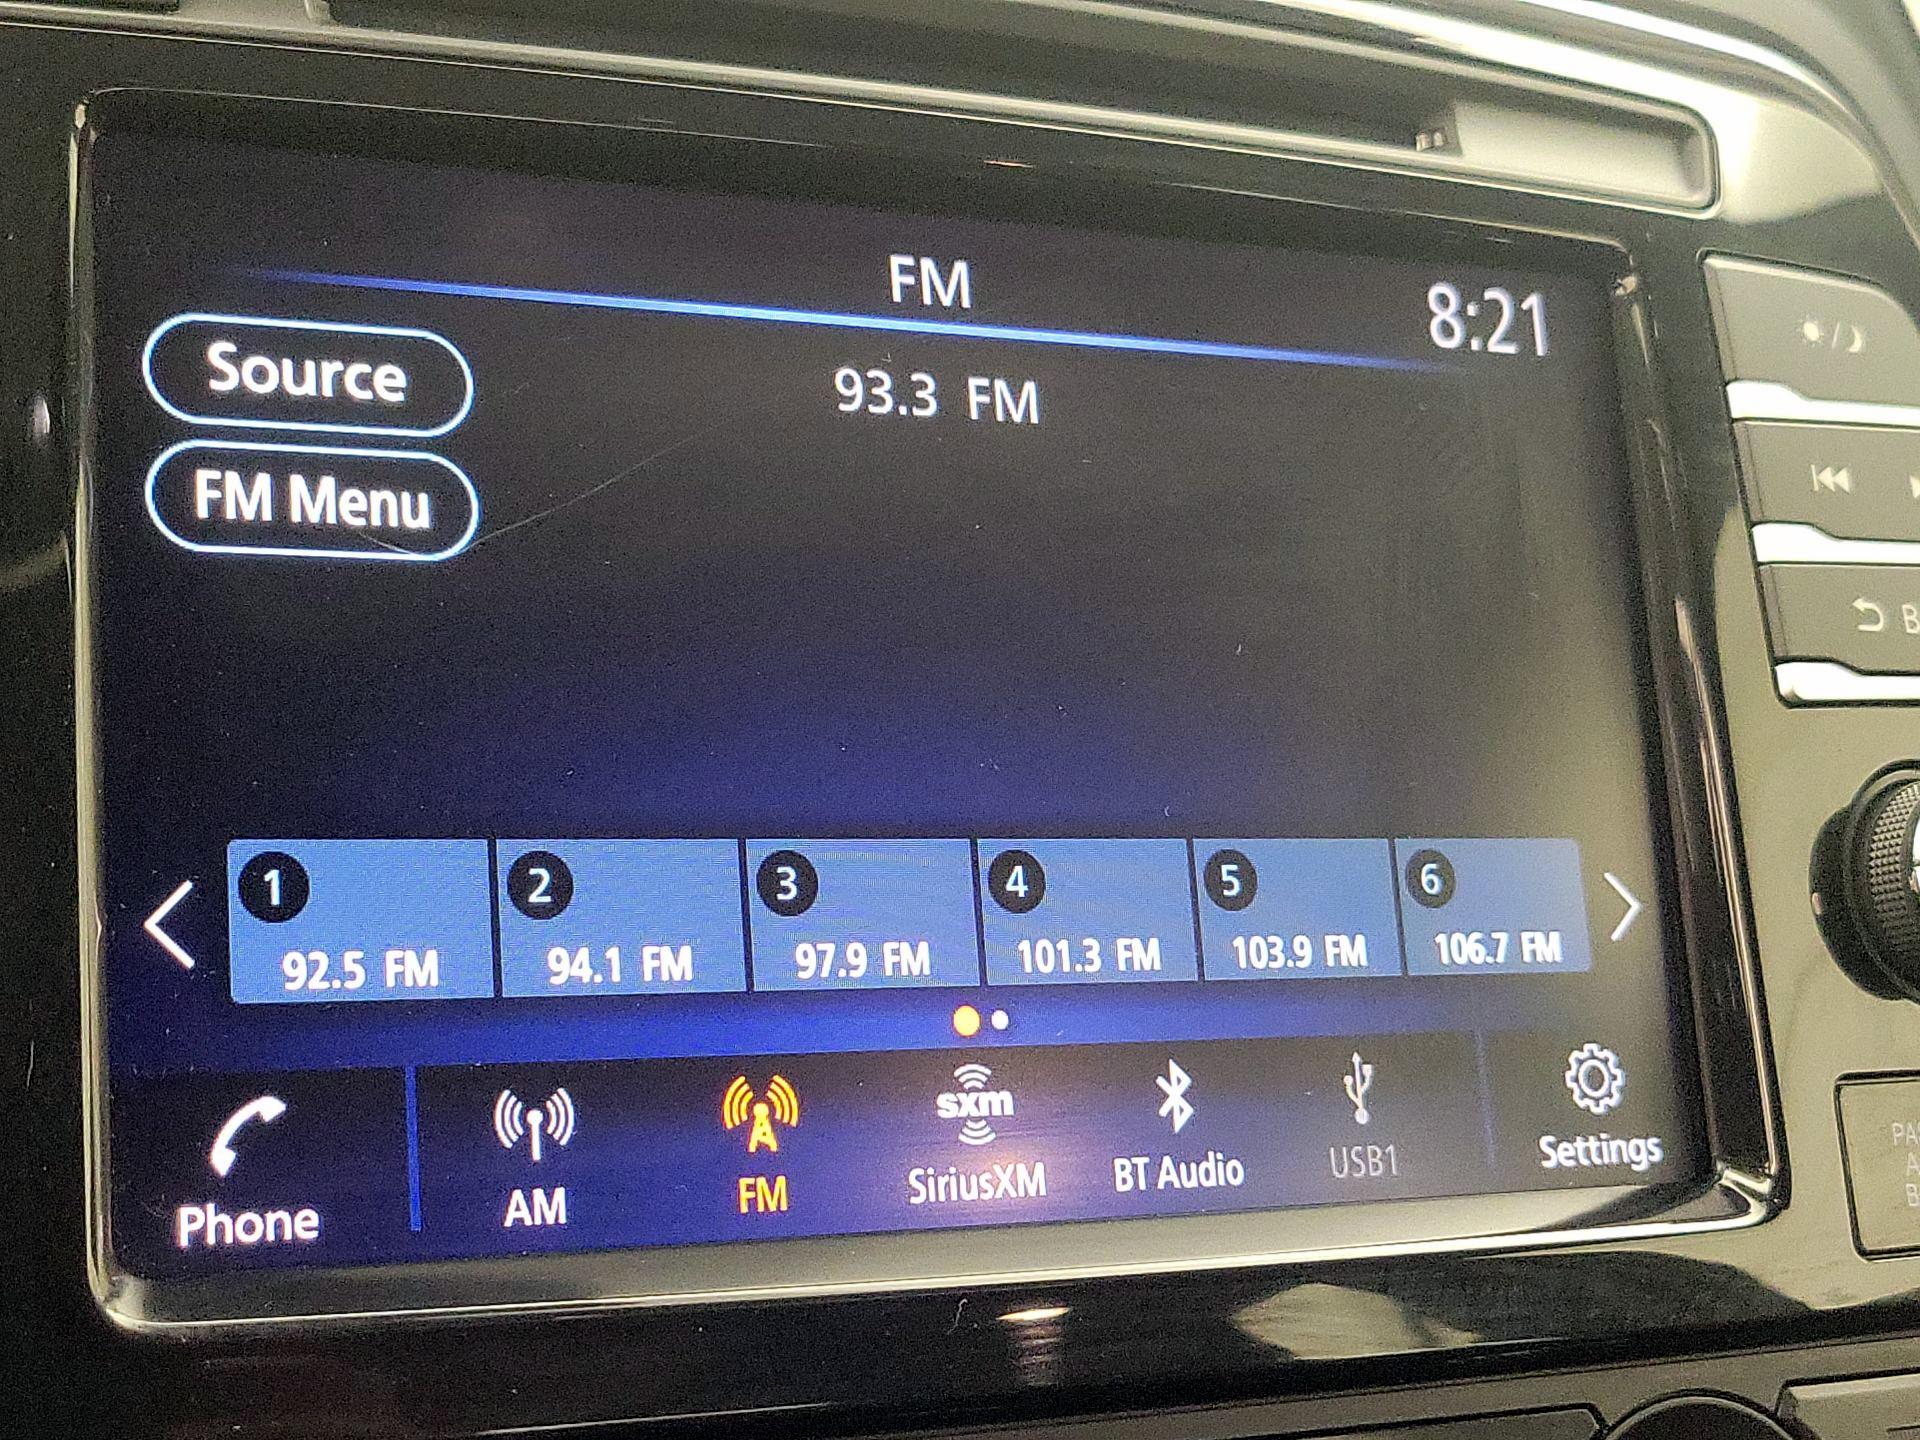 FM
8:21
Source
93.3 FM
FM Menu
1
2
3
4
5
6
92.5 FM
94.1 FM
97.9 FM
101.3 FM
103.9 FM
106.7 FM
sxm
Phone
AM
FM
SiriusXM
BT Audio
USB1
Settings